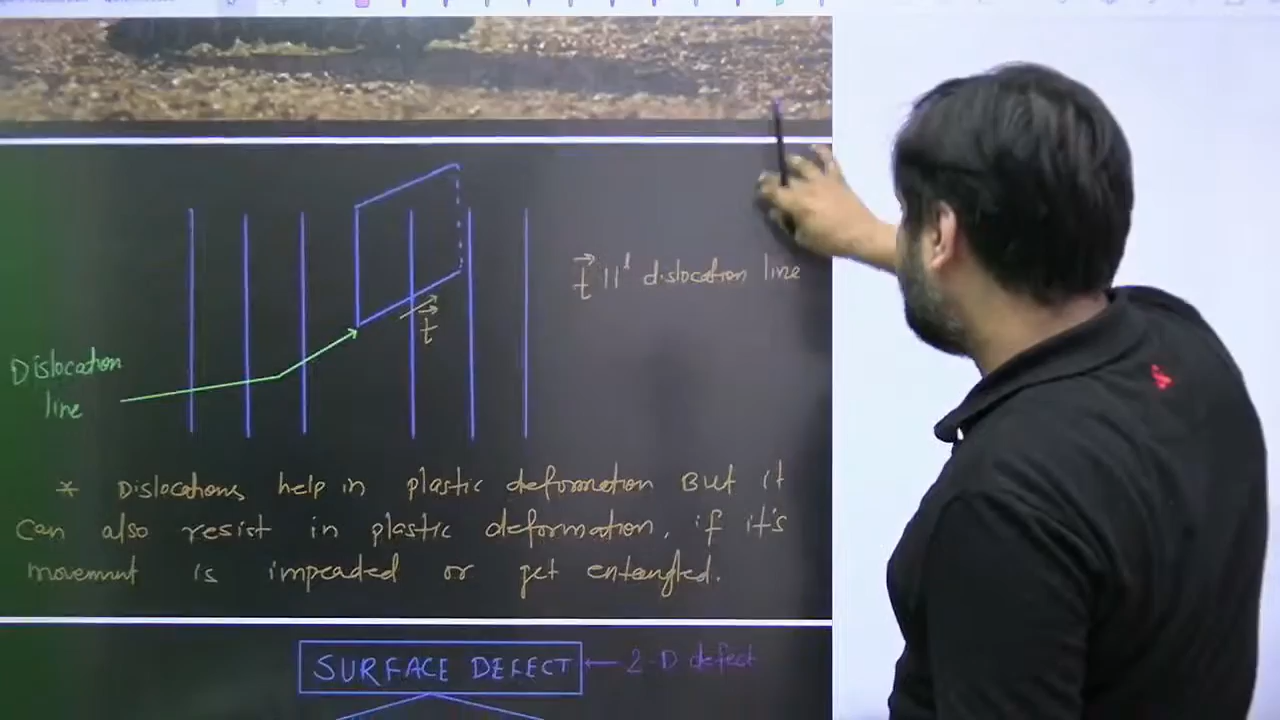 t ||l dislocation line
t
Dislocation
line
* Dislocations help in plastic deformation But it
can also resist in plastic deformation, if it's
movement is impeaded or get entangled.
SURFACE DEFECT ← 2-D defect